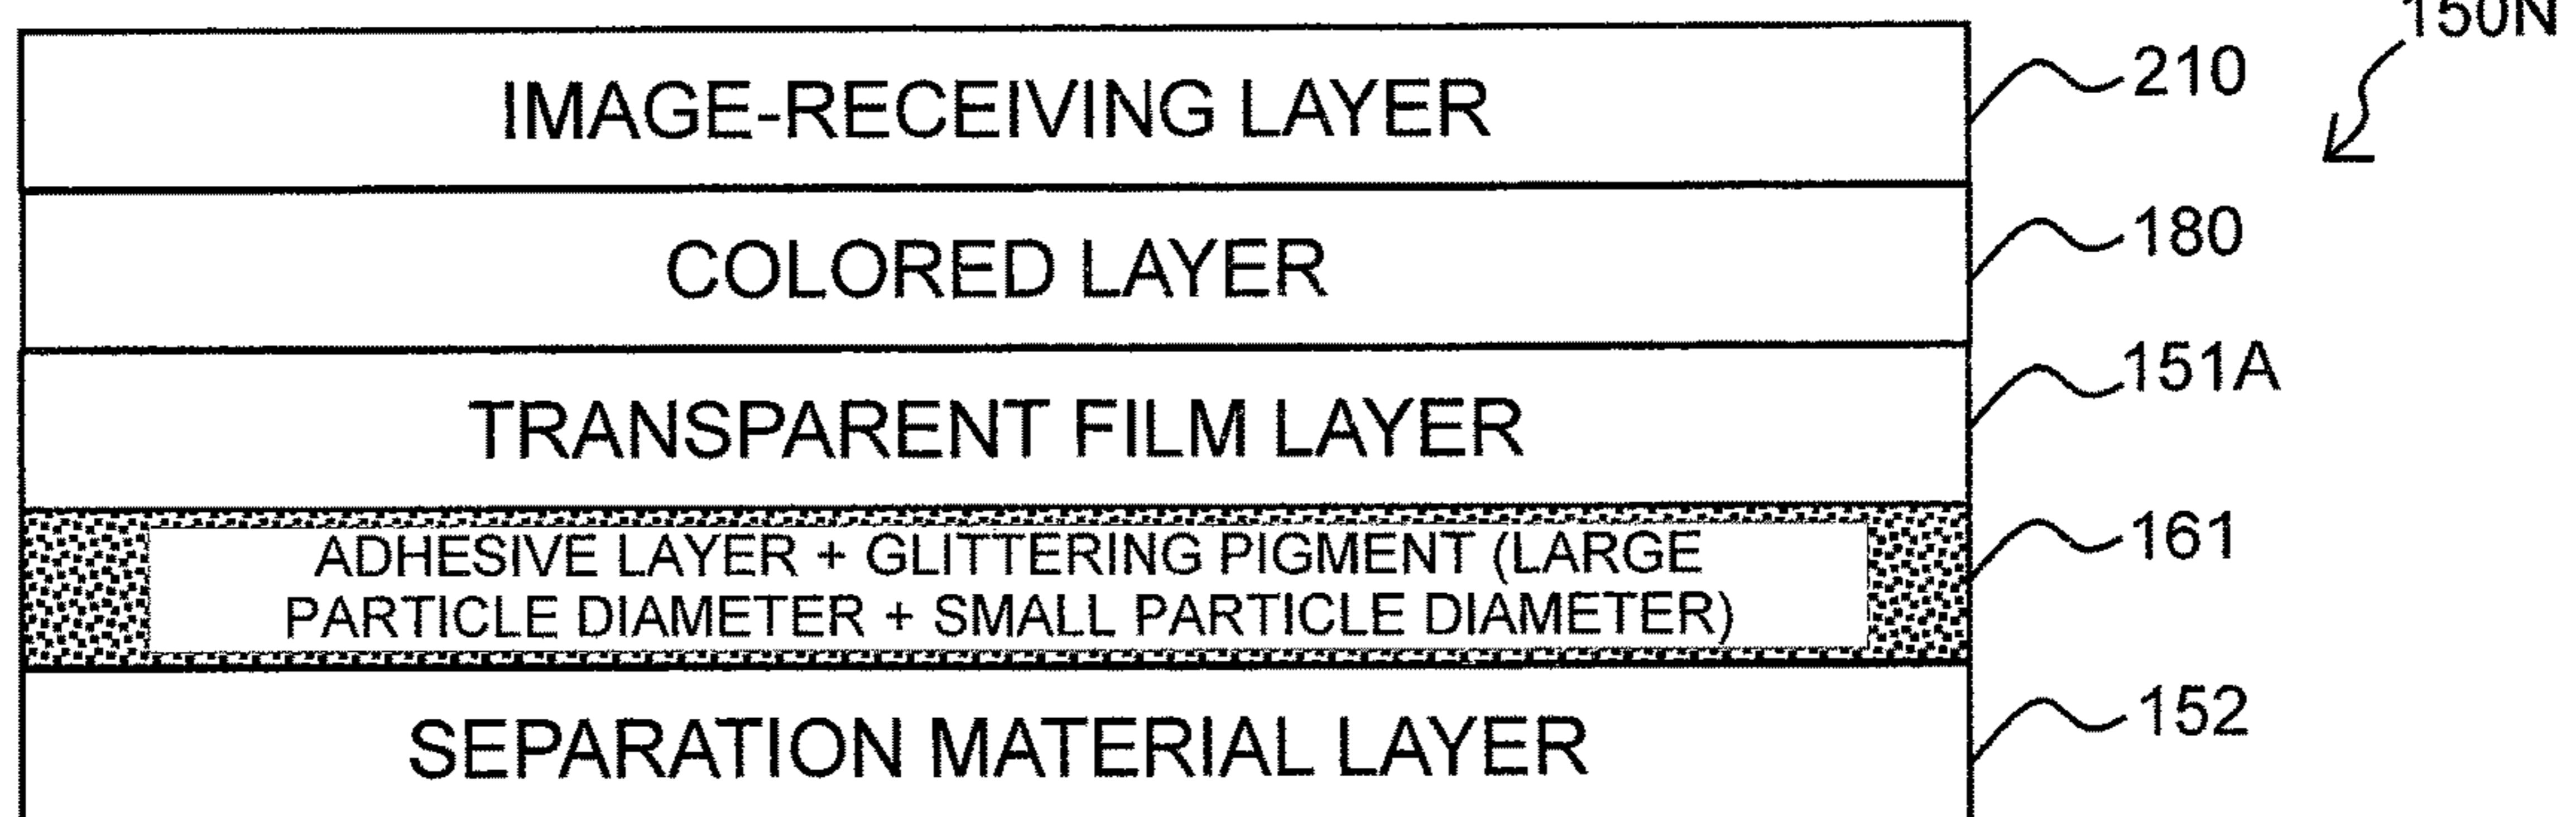 150N
IMAGE-RECEIVING LAYER
210
COLORED LAYER
180
TRANSPARENT FILM LAYER
151A
ADHESIVE LAYER + GLITTERING PIGMENT (LARGE
PARTICLE DIAMETER + SMALL PARTICLE DIAMETER)
161
SEPARATION MATERIAL LAYER
152